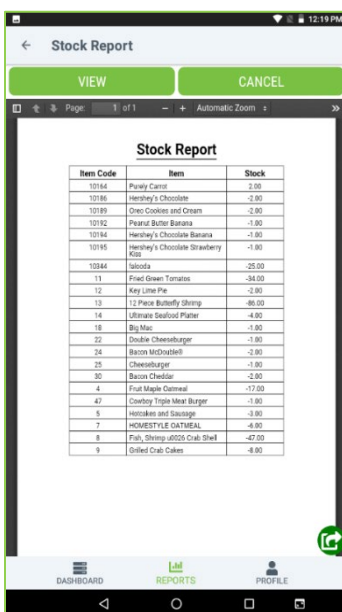 12:19 PM
Stock Report
VIEW CANCEL
Page: 1 of 1 − + Automatic Zoom
Stock Report
Item Code Item Stock
10164 Purely Carrot 2.00
10186 Hershey's Chocolate -2.00
10189 Oreo Cookies and Cream -2.00
10192 Peanut Butter Banana -1.00
10194 Hershey's Chocolate Banana -1.00
10195 Hershey's Chocolate Strawberry -1.00
Kiss
10344 falooda -25.00
11 Fried Green Tomatos -34.00
12 Key Lime Pie -2.00
13 12 Piece Butterfly Shrimp -86.00
14 Ultimate Seafood Platter -4.00
18 Big Mac -1.00
22 Double Cheeseburger -1.00
24 Bacon McDouble® -2.00
25 Cheeseburger -1.00
30 Bacon Cheddar -2.00
4 Fruit Maple Oatmeal -17.00
47 Cowboy Triple Meat Burger -1.00
5 Hotcakes and Sausage -3.00
7 HOMESTYLE OATMEAL -6.00
8 Fish, Shrimp u0026 Crab Shell -47.00
9 Grilled Crab Cakes -8.00
DASHBOARD REPORTS PROFILE